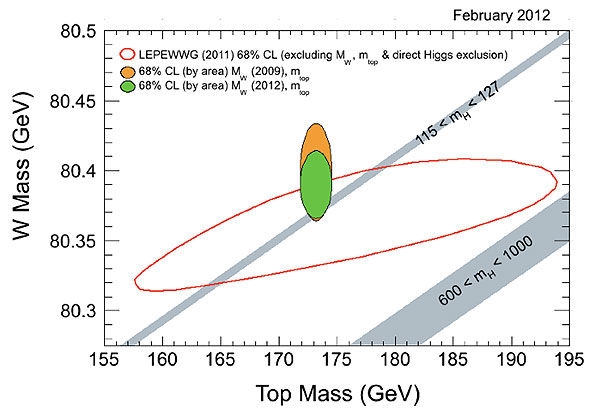 February 2012
LEPEWWG (2011) 68% CL (excluding M_W, m_top & direct Higgs exclusion)
68% CL (by area) M_W (2009), m_top
68% CL (by area) M_W (2012), m_top
W Mass (GeV)
80.5
80.45
80.4
80.35
80.3
115 < m_H < 127
600 < m_H < 1000
155 160 165 170 175 180 185 190 195
Top Mass (GeV)